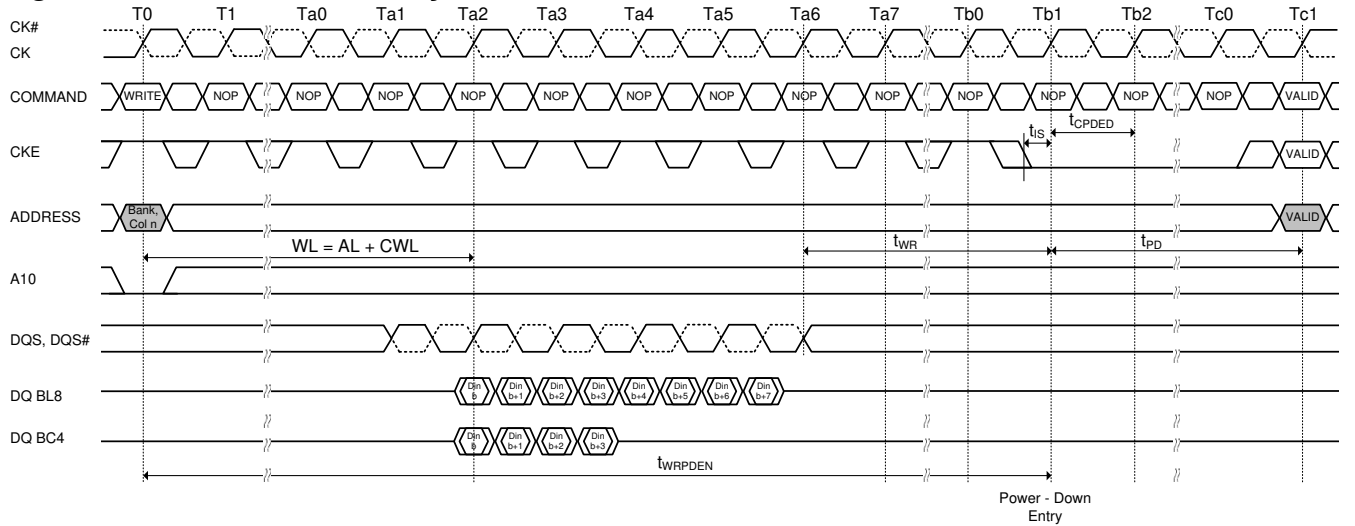 T0 T1 Ta0 Ta1 Ta2 Ta3 Ta4 Ta5 Ta6 Ta7 Tb0 Tb1 Tb2 Tc0 Tc1
CK#
CK
COMMAND WRITE NOP NOP NOP NOP NOP NOP NOP NOP NOP NOP NOP NOP NOP VALID
tIS tCPDED
CKE VALID
ADDRESS Bank, Col n VALID
WL = AL + CWL tWR tPD
A10
DQS, DQS#
DQ BL8 Din b Din b+1 Din b+2 Din b+3 Din b+4 Din b+5 Din b+6 Din b+7
DQ BC4 Din b Din b+1 Din b+2 Din b+3
tWRPDEN
Power - Down
Entry